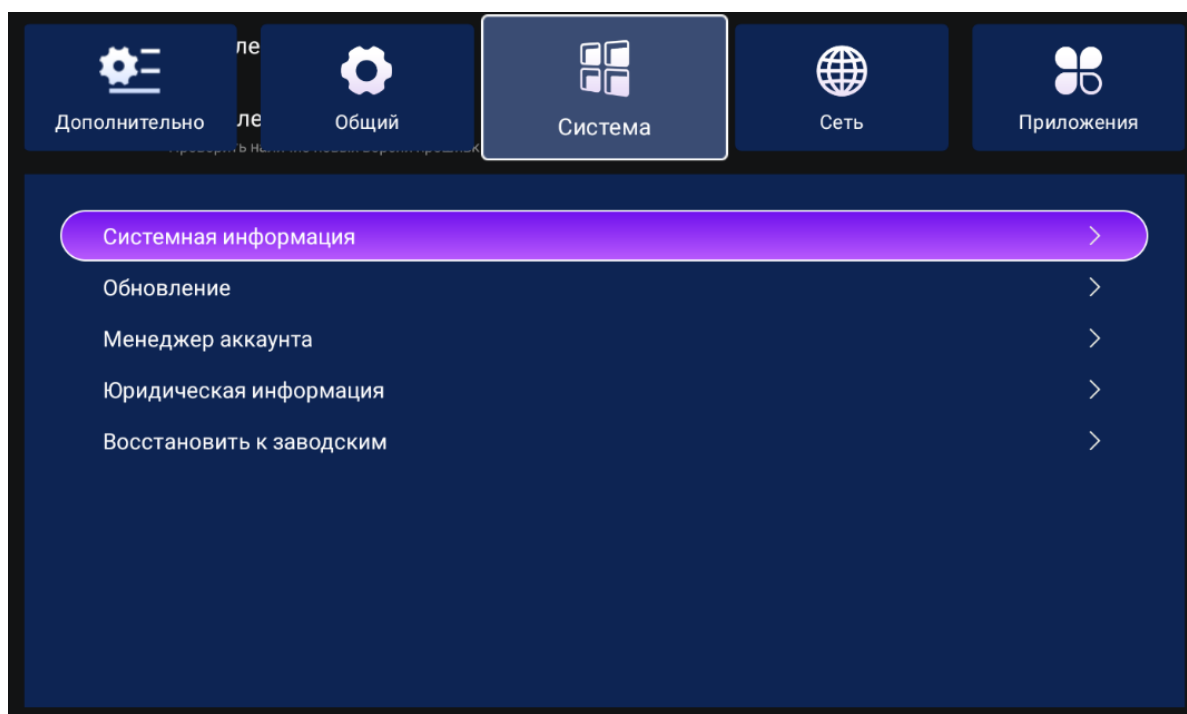 Дополнительно
Общий
Система
Сеть
Приложения
Системная информация
Обновление
Менеджер аккаунта
Юридическая информация
Восстановить к заводским